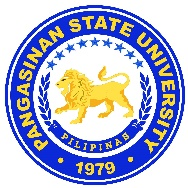 PANGASINAN STATE UNIVERSITY
PILIPINAS
• 1979 •